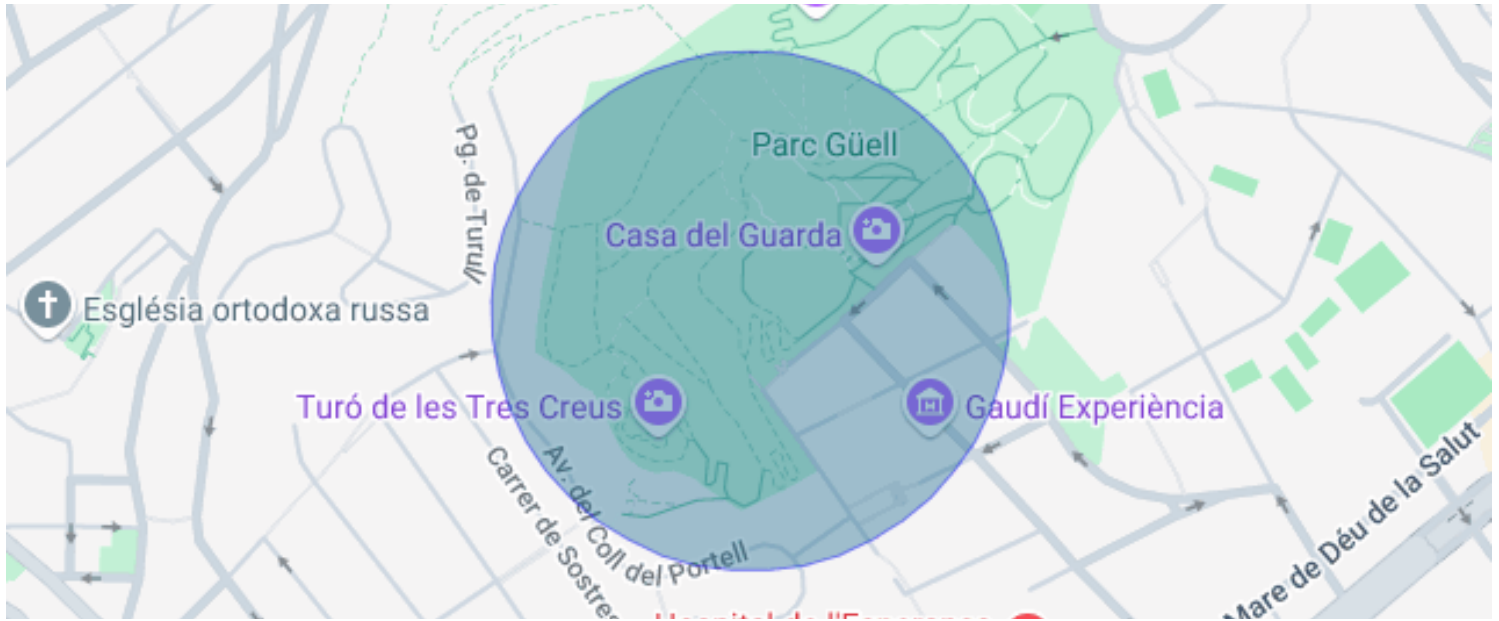 Parc Güell
Pg. de Turull
Casa del Guarda
Església ortodoxa russa
Turó de les Tres Creus
Gaudí Experiència
Av. del Coll del Portell
Carrer de Sostres
Mare de Déu de la Salut